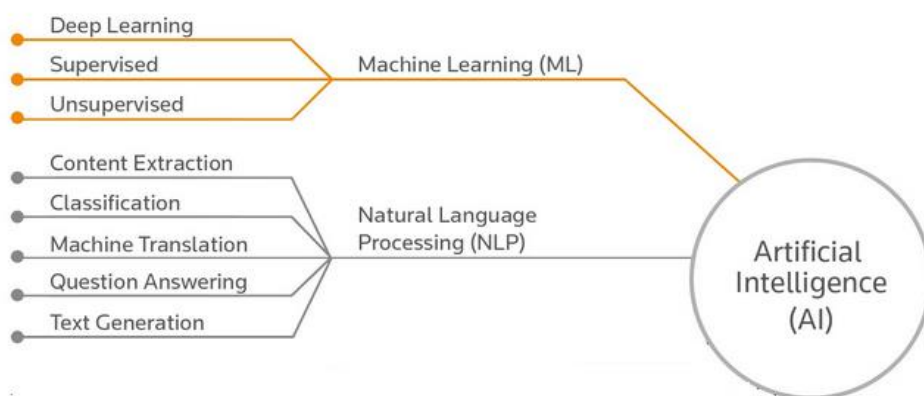 Deep Learning
Supervised
Unsupervised
Machine Learning (ML)
Content Extraction
Classification
Machine Translation
Question Answering
Text Generation
Natural Language
Processing (NLP)
Artificial
Intelligence
(AI)